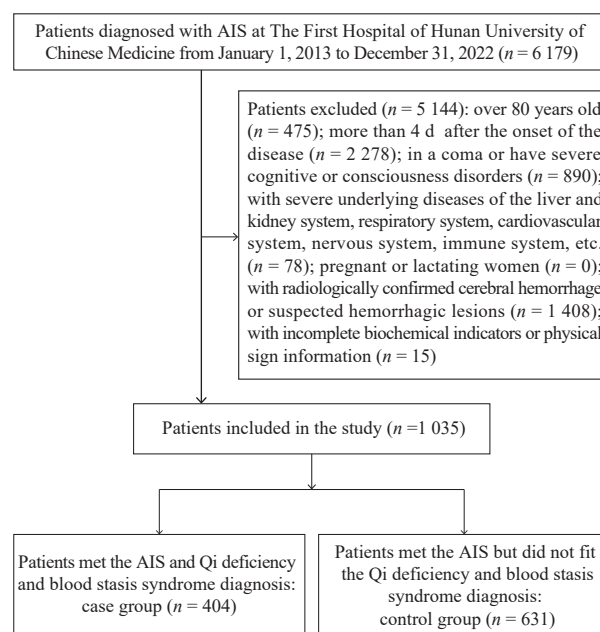 Patients diagnosed with AIS at The First Hospital of Hunan University of
Chinese Medicine from January 1, 2013 to December 31, 2022 (n = 6 179)
Patients excluded (n = 5 144): over 80 years old
(n = 475); more than 4 d after the onset of the
disease (n = 2 278); in a coma or have severe
cognitive or consciousness disorders (n = 890);
with severe underlying diseases of the liver and
kidney system, respiratory system, cardiovascular
system, nervous system, immune system, etc.
(n = 78); pregnant or lactating women (n = 0);
with radiologically confirmed cerebral hemorrhage
or suspected hemorrhagic lesions (n = 1 408);
with incomplete biochemical indicators or physical
sign information (n = 15)
Patients included in the study (n =1 035)
Patients met the AIS and Qi deficiency
and blood stasis syndrome diagnosis:
case group (n = 404)
Patients met the AIS but did not fit
the Qi deficiency and blood stasis
syndrome diagnosis:
control group (n = 631)